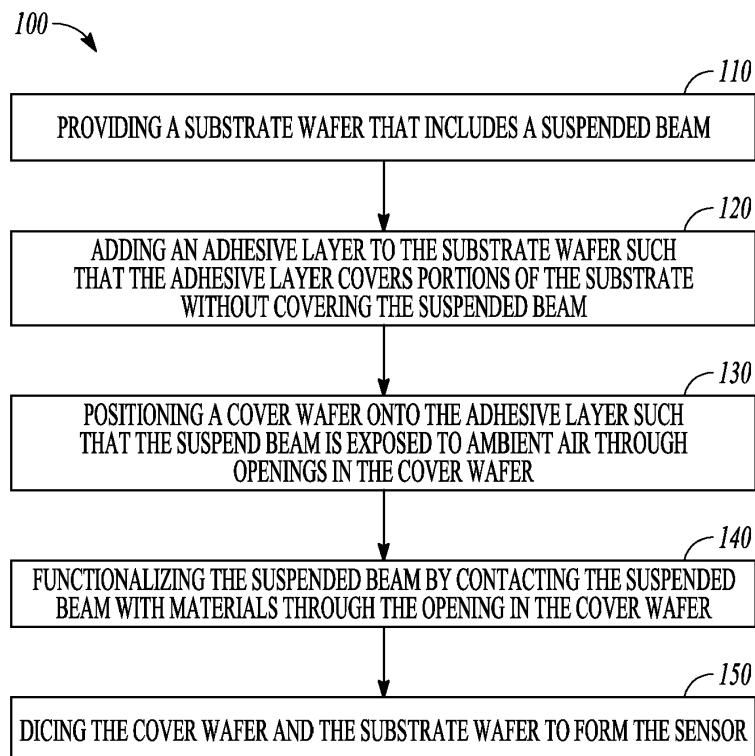 100
110
PROVIDING A SUBSTRATE WAFER THAT INCLUDES A SUSPENDED BEAM
120
ADDING AN ADHESIVE LAYER TO THE SUBSTRATE WAFER SUCH
THAT THE ADHESIVE LAYER COVERS PORTIONS OF THE SUBSTRATE
WITHOUT COVERING THE SUSPENDED BEAM
130
POSITIONING A COVER WAFER ONTO THE ADHESIVE LAYER SUCH
THAT THE SUSPEND BEAM IS EXPOSED TO AMBIENT AIR THROUGH
OPENINGS IN THE COVER WAFER
140
FUNCTIONALIZING THE SUSPENDED BEAM BY CONTACTING THE SUSPENDED
BEAM WITH MATERIALS THROUGH THE OPENING IN THE COVER WAFER
150
DICING THE COVER WAFER AND THE SUBSTRATE WAFER TO FORM THE SENSOR